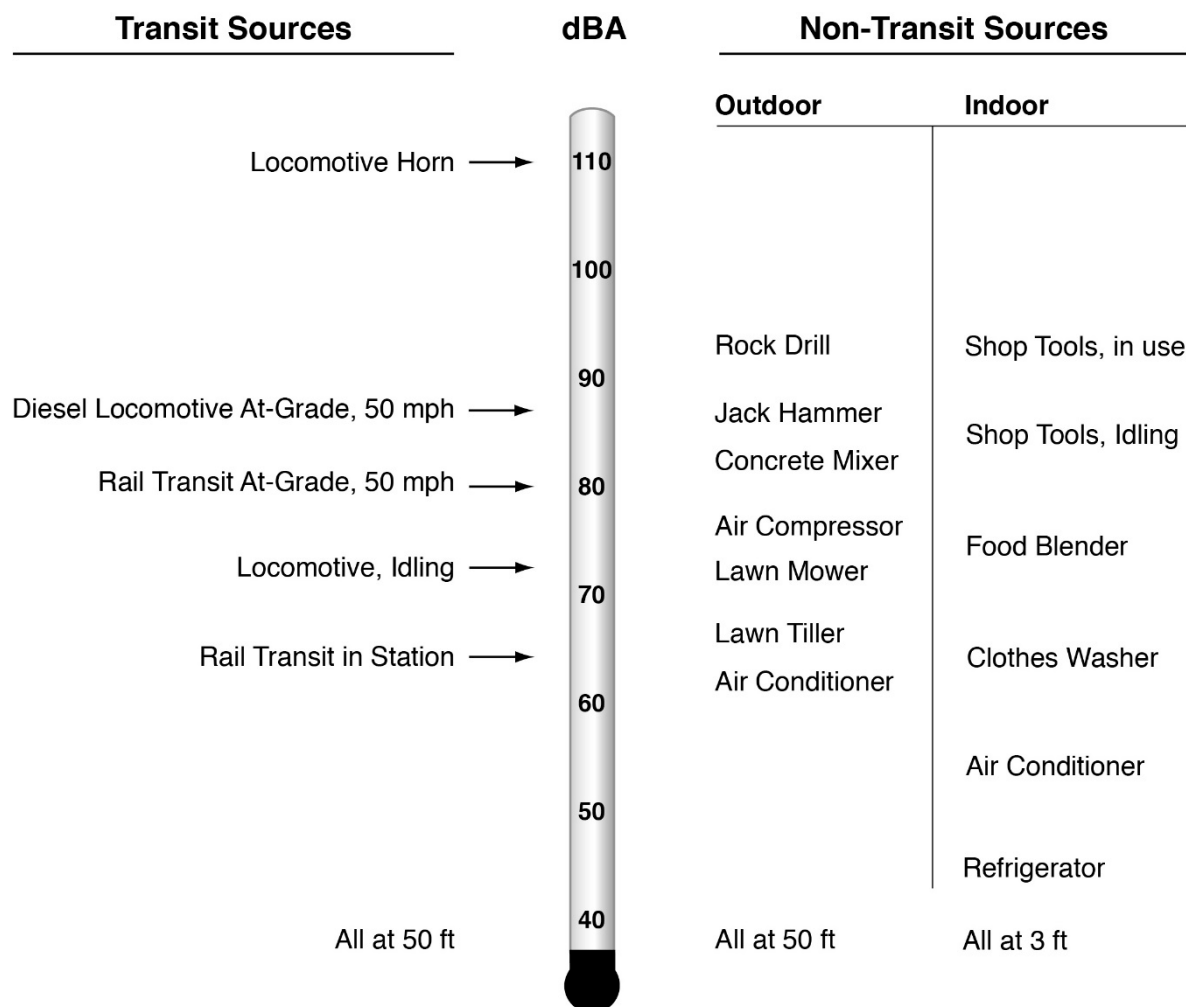 Transit Sources
dBA
Non-Transit Sources
Outdoor
Indoor
Locomotive Horn
110
100
Rock Drill
Shop Tools, in use
90
Diesel Locomotive At-Grade, 50 mph
Jack Hammer
Shop Tools, Idling
Concrete Mixer
Rail Transit At-Grade, 50 mph
80
Air Compressor
Food Blender
Locomotive, Idling
Lawn Mower
70
Lawn Tiller
Rail Transit in Station
Clothes Washer
Air Conditioner
60
Air Conditioner
50
Refrigerator
40
All at 50 ft
All at 50 ft
All at 3 ft